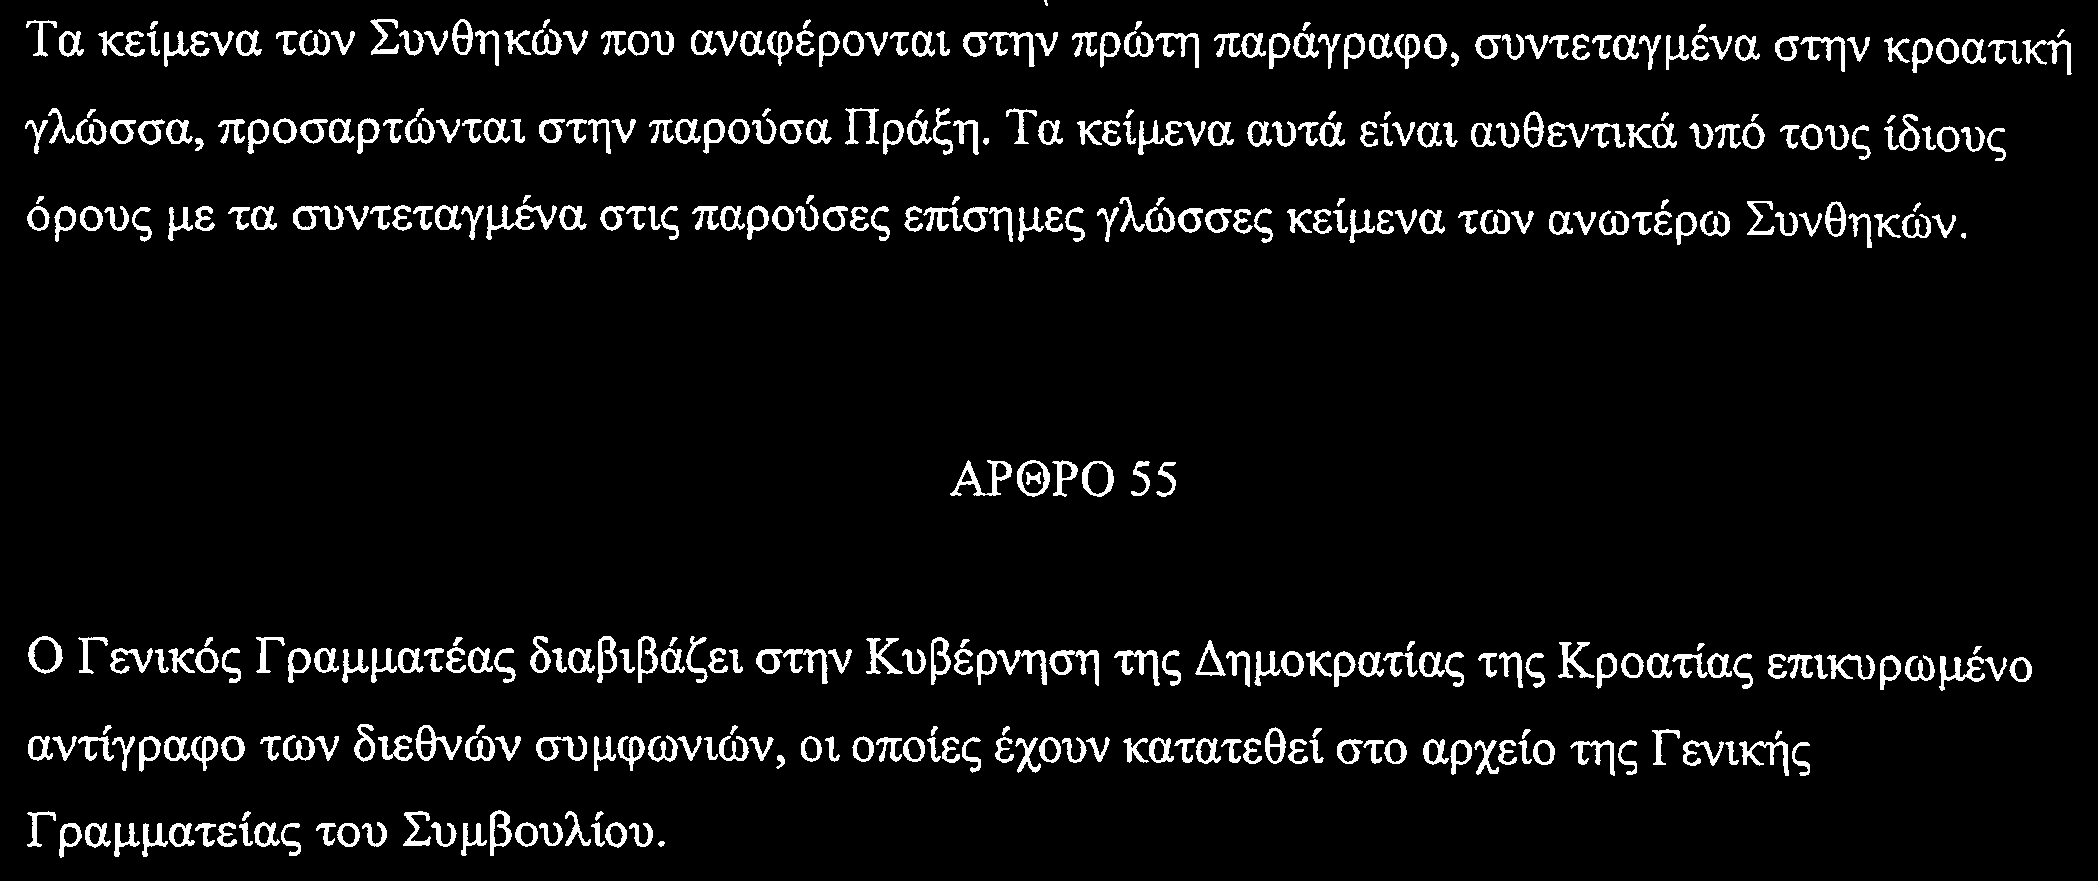 Τα κείμενα των Συνθηκών που αναφέρονται στην πρώτη παράγραφο, συντεταγμένα στην κροατική
γλώσσα, προσαρτώνται στην παρούσα Πράξη. Τα κείμενα αυτά είναι αυθεντικά υπό τους ίδιους
όρους με τα συντεταγμένα στις παρούσες επίσημες γλώσσες κείμενα των ανωτέρω Συνθηκών.
ΑΡΘΡΟ 55
Ο Γενικός Γραμματέας διαβιβάζει στην Κυβέρνηση της Δημοκρατίας της Κροατίας επικυρωμένο
αντίγραφο των διεθνών συμφωνιών, οι οποίες έχουν κατατεθεί στο αρχείο της Γενικής
Γραμματείας του Συμβουλίου.